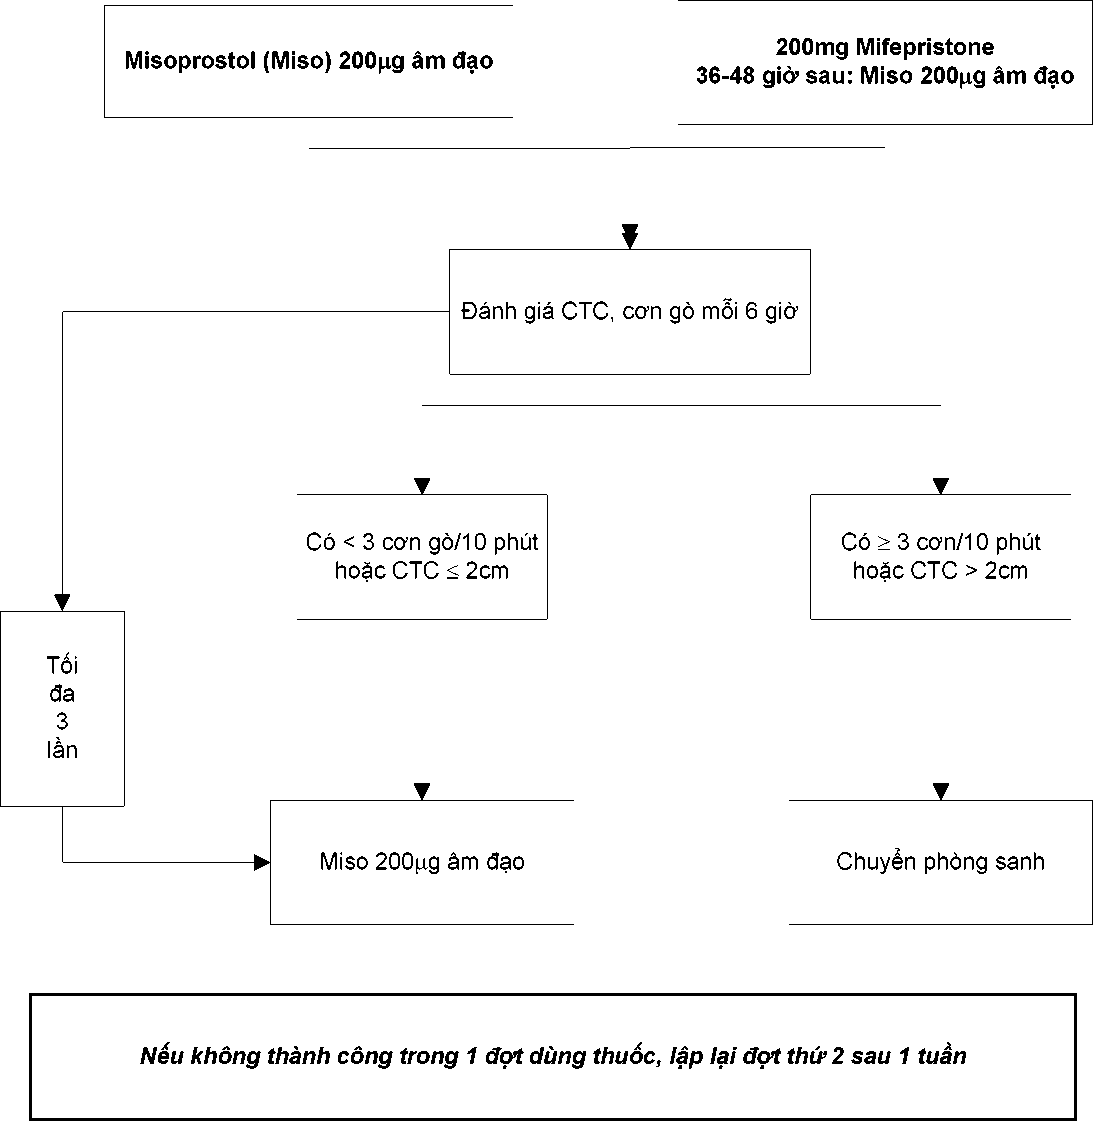 Misoprostol (Miso) 200μg âm đạo
200mg Mifepristone
36-48 giờ sau: Miso 200μg âm đạo
Đánh giá CTC, cơn gò mỗi 6 giờ
Có < 3 cơn gò/10 phút
hoặc CTC ≤ 2cm
Có ≥ 3 cơn/10 phút
hoặc CTC > 2cm
Tối
đa
3
lần
Miso 200μg âm đạo
Chuyển phòng sanh
Nếu không thành công trong 1 đợt dùng thuốc, lập lại đợt thứ 2 sau 1 tuần